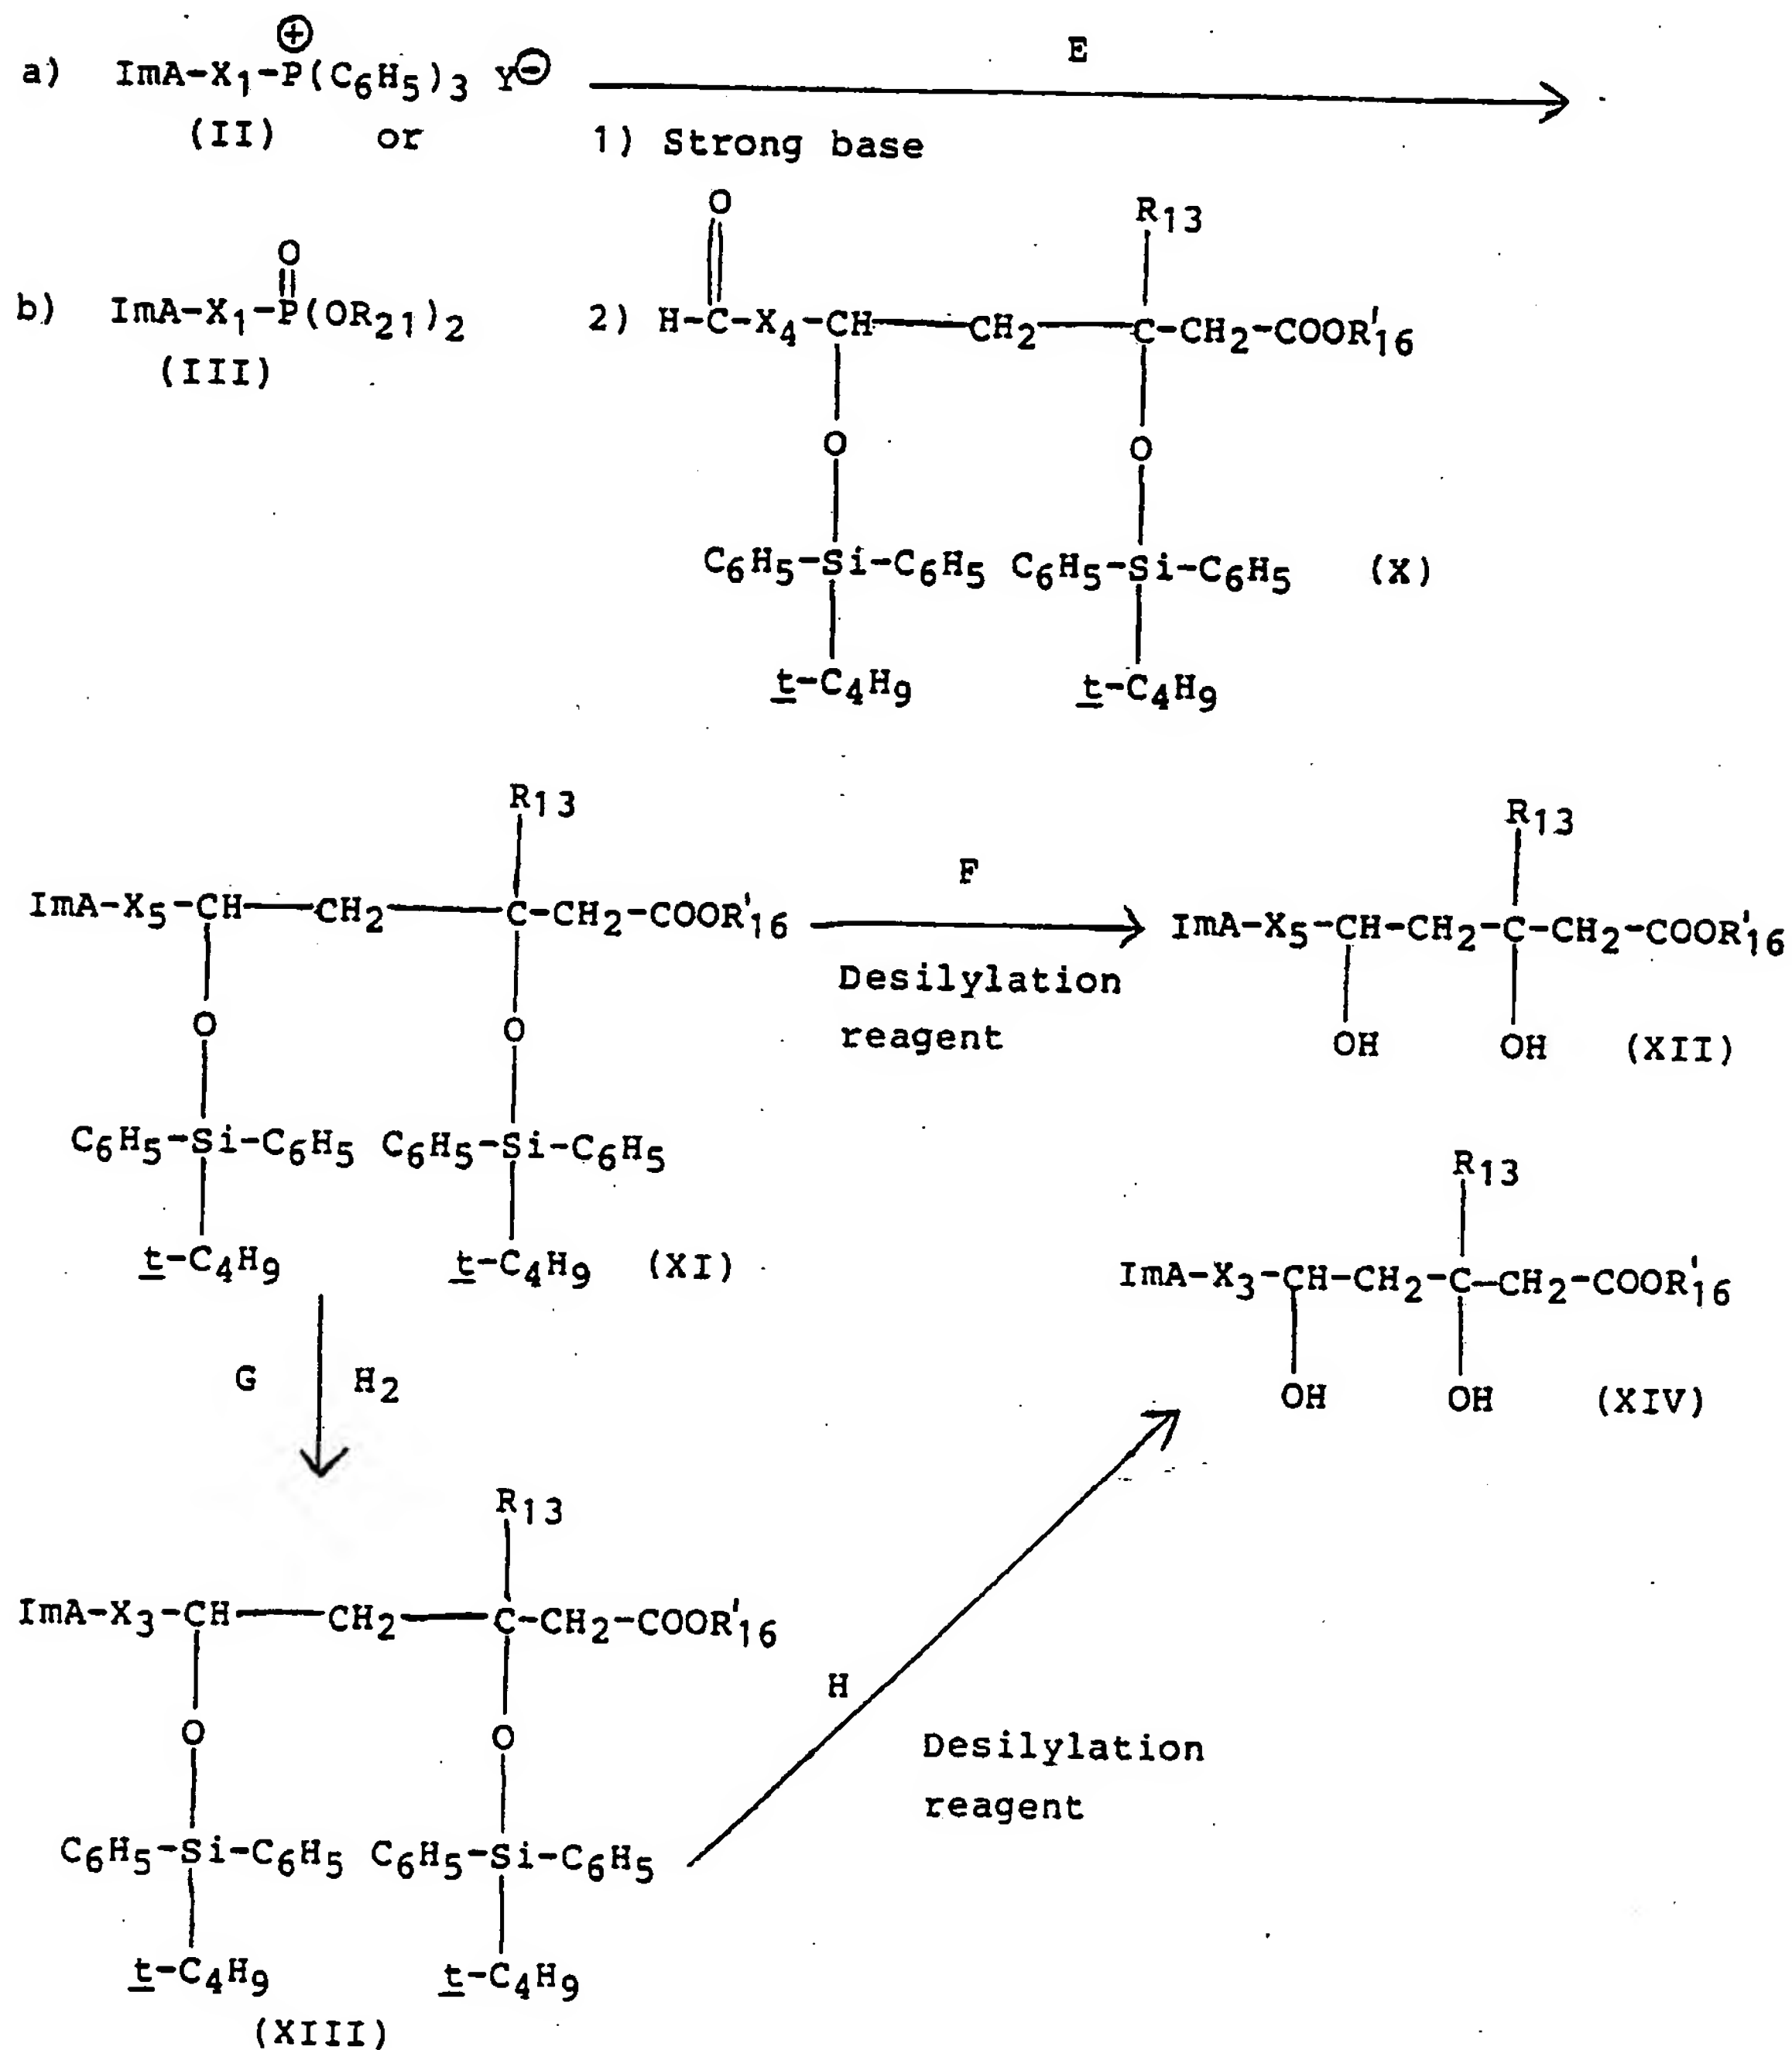 a) ImA-X1-P⊕(C6H5)3 Y⊖
(II) or
E
1) Strong base
b) ImA-X1-P(=O)(OR21)2
(III)
O
R13
2) H-C-X4-CH-CH2-C-CH2-COOR'16
O O
C6H5-Si-C6H5 C6H5-Si-C6H5 (X)
t-C4H9 t-C4H9
R13
ImA-X5-CH-CH2-C-CH2-COOR'16
O O
C6H5-Si-C6H5 C6H5-Si-C6H5
t-C4H9 t-C4H9 (XI)
F
Desilylation
reagent
R13
ImA-X5-CH-CH2-C-CH2-COOR'16
OH OH (XII)
G H2
R13
ImA-X3-CH-CH2-C-CH2-COOR'16
OH OH (XIV)
R13
ImA-X3-CH-CH2-C-CH2-COOR'16
O O
C6H5-Si-C6H5 C6H5-Si-C6H5
t-C4H9 t-C4H9
(XIII)
H
Desilylation
reagent